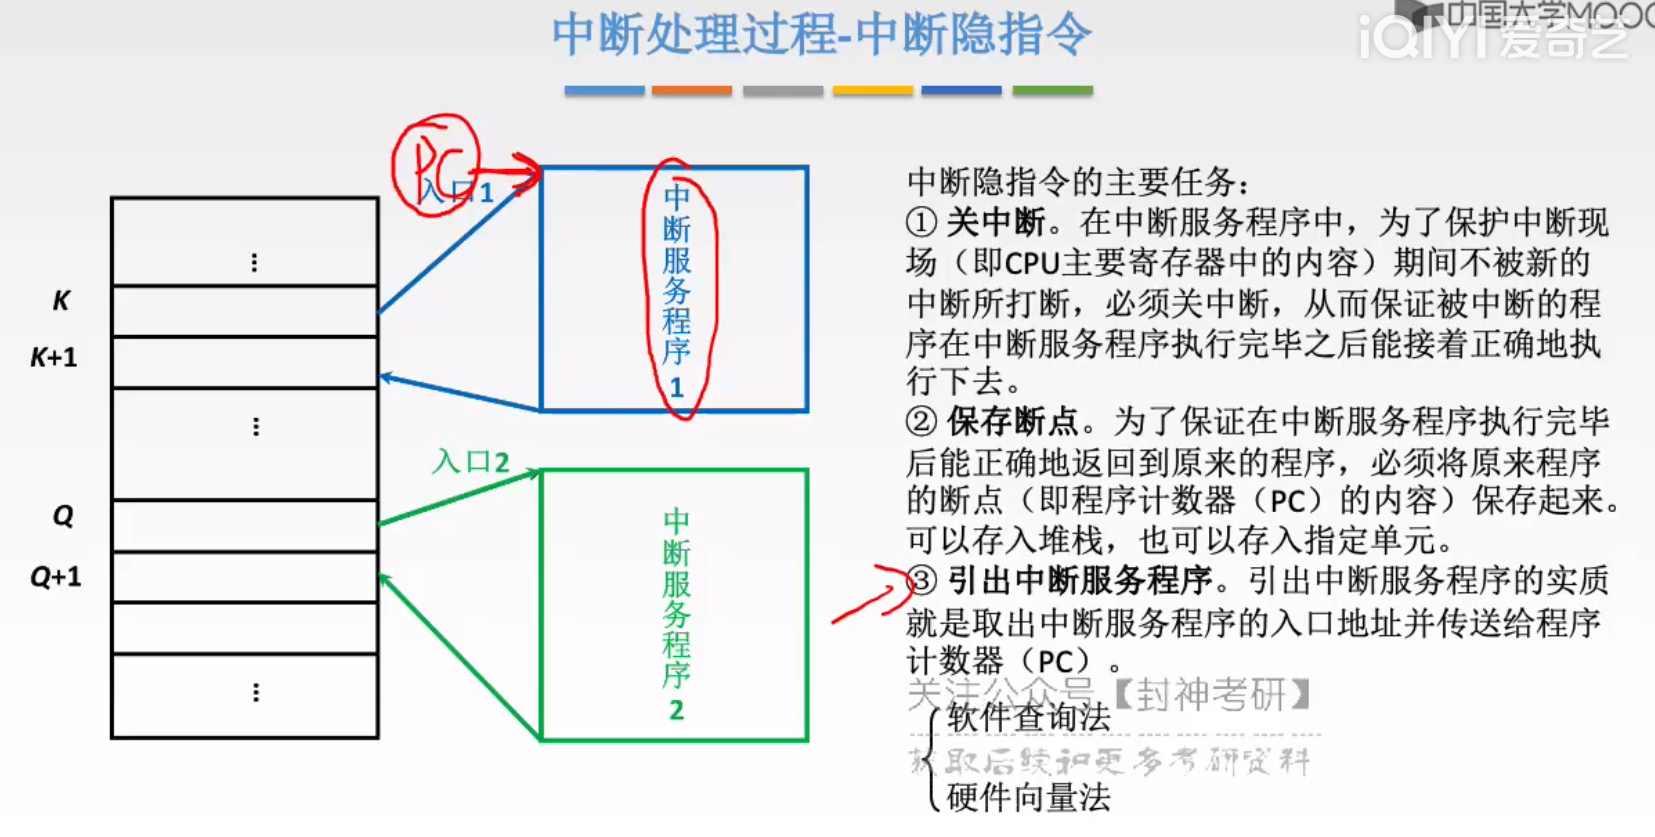 中断处理过程-中断隐指令
中国大学MOOC
iQIYI 爱奇艺
PC
入口1
中断服务程序1
⋮
K
K+1
⋮
入口2
Q
Q+1
中断服务程序2
⋮
中断隐指令的主要任务：
① 关中断。在中断服务程序中，为了保护中断现
场（即CPU主要寄存器中的内容）期间不被新的
中断所打断，必须关中断，从而保证被中断的程
序在中断服务程序执行完毕之后能接着正确地执
行下去。
② 保存断点。为了保证在中断服务程序执行完毕
后能正确地返回到原来的程序，必须将原来程序
的断点（即程序计数器（PC）的内容）保存起来。
可以存入堆栈，也可以存入指定单元。
③ 引出中断服务程序。引出中断服务程序的实质
就是取出中断服务程序的入口地址并传送给程序
计数器（PC）。
关注公众号【封神考研】
软件查询法
获取后续和更多考研资料
硬件向量法